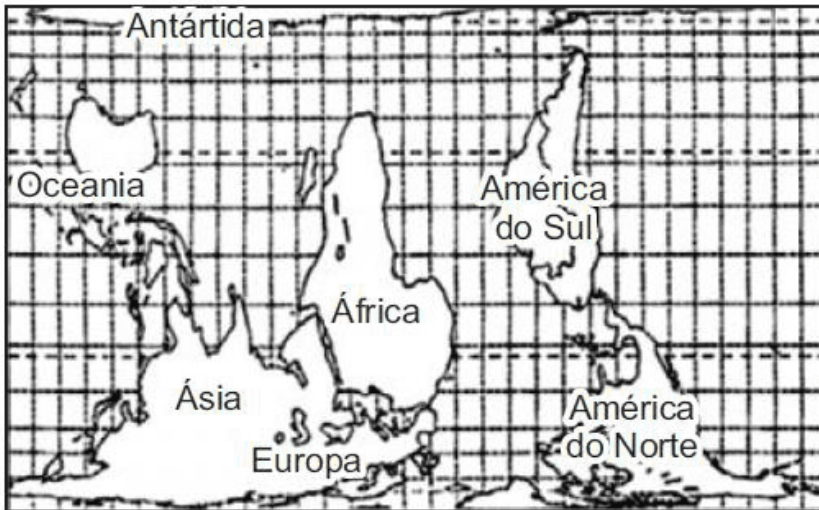 Antártida
Oceania
América
do Sul
África
Ásia
América
do Norte
Europa